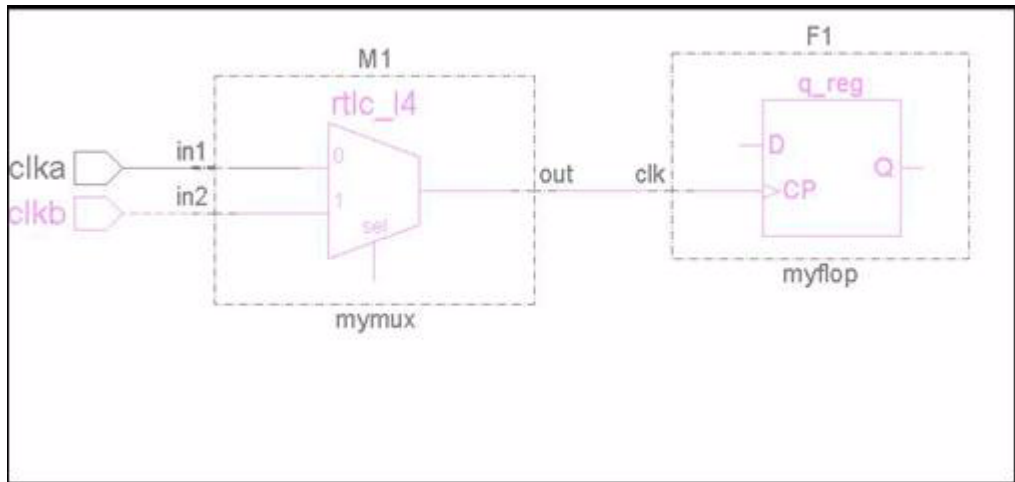 M1
F1
rtlc_I4
q_reg
clka
in1
0
D
Q
clkb
in2
1
sel
out
clk
CP
mymux
myflop